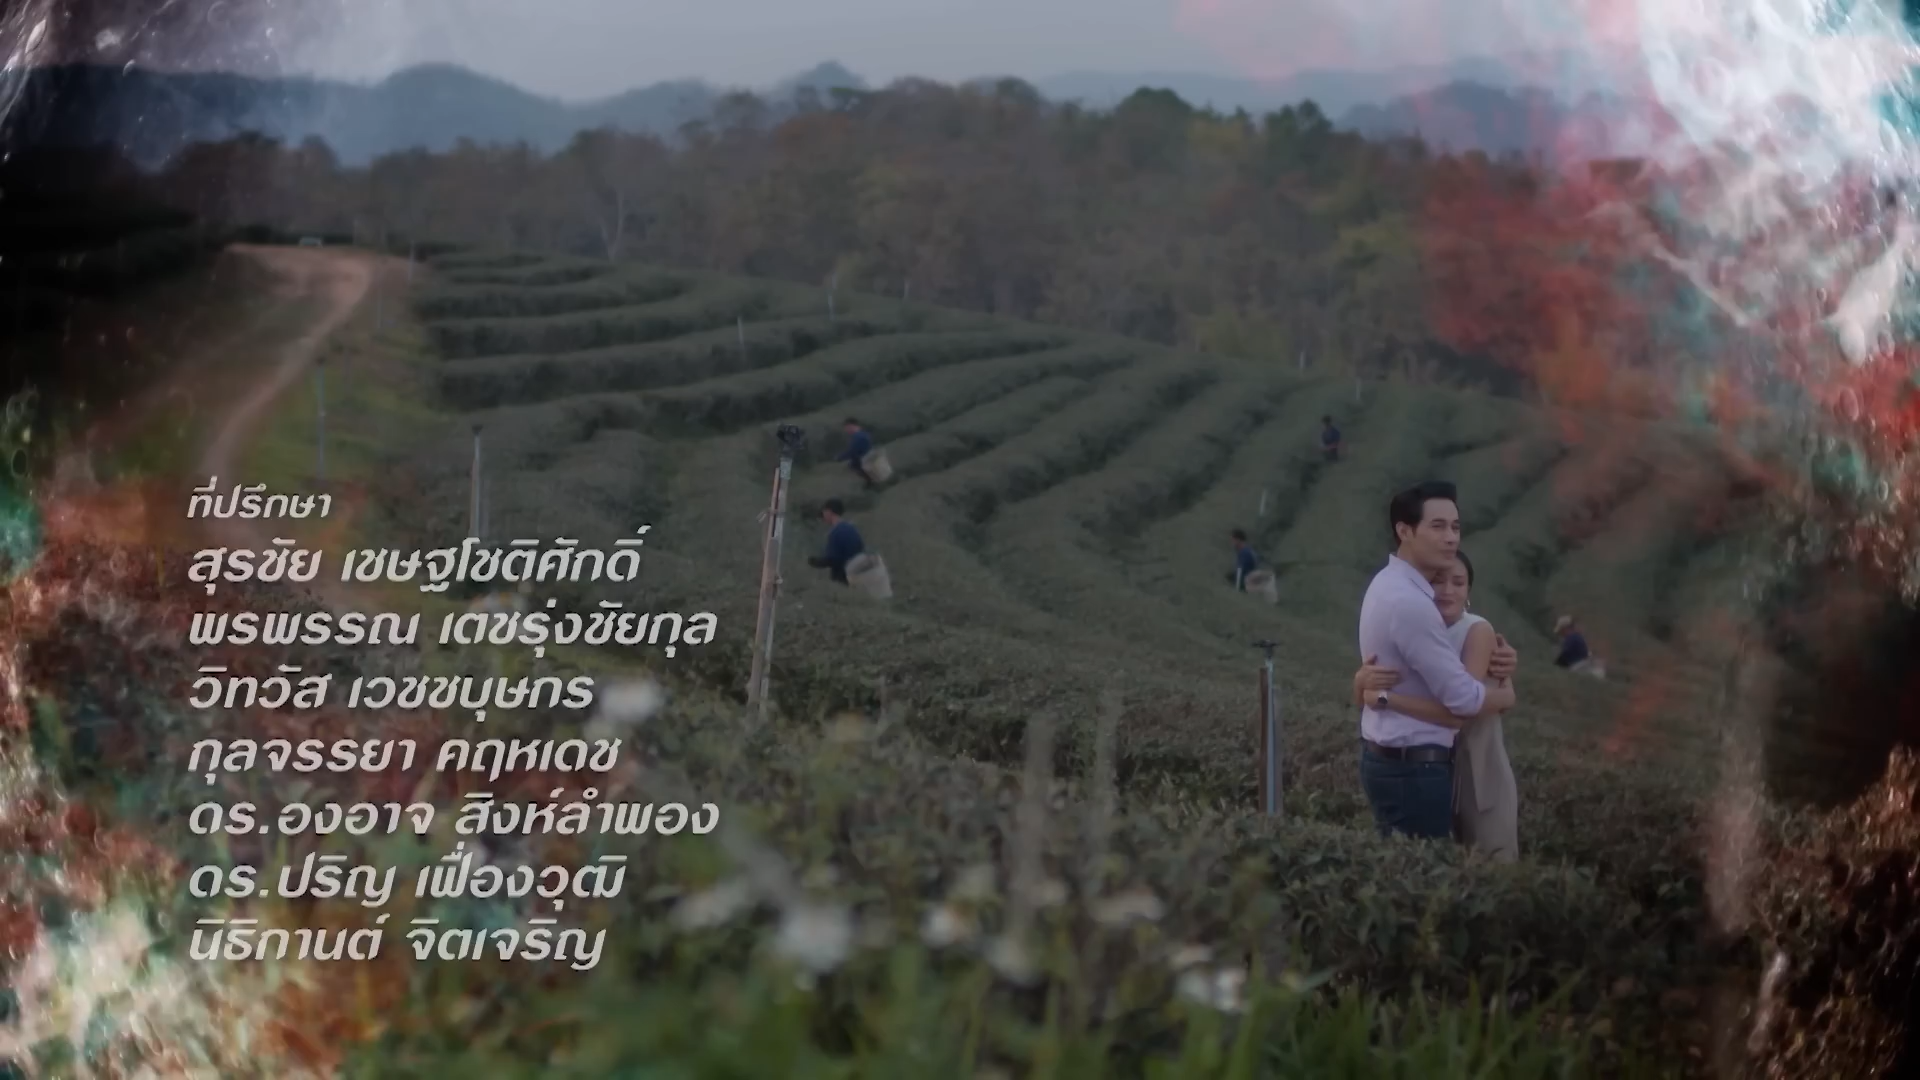 ที่ปรึกษา
สุรชัย เชษฐโชติศักดิ์
พรพรรณ เตชรุ่งชัยกุล
วิทวัส เวชชบุษกร
กุลจรรยา คฤหเดช
ดร.องอาจ สิงห์ลำพอง
ดร.ปริญ เฟื่องวุฒิ
นิธิกานต์ จิตเจริญ